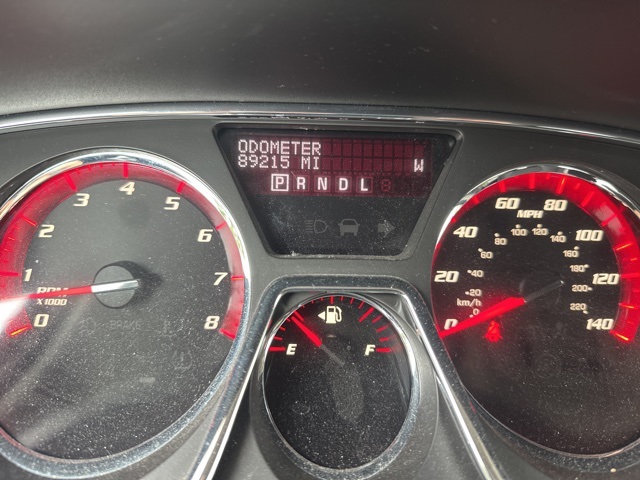 ODOMETER
89215 MI W
P R N D L
0 1 2 3 4 5 6 7 8
RPM
X1000
E F
0 20 40 60 80 100 120 140
MPH
0 20 40 60 80 100 120 140 160 180 200 220
km/h